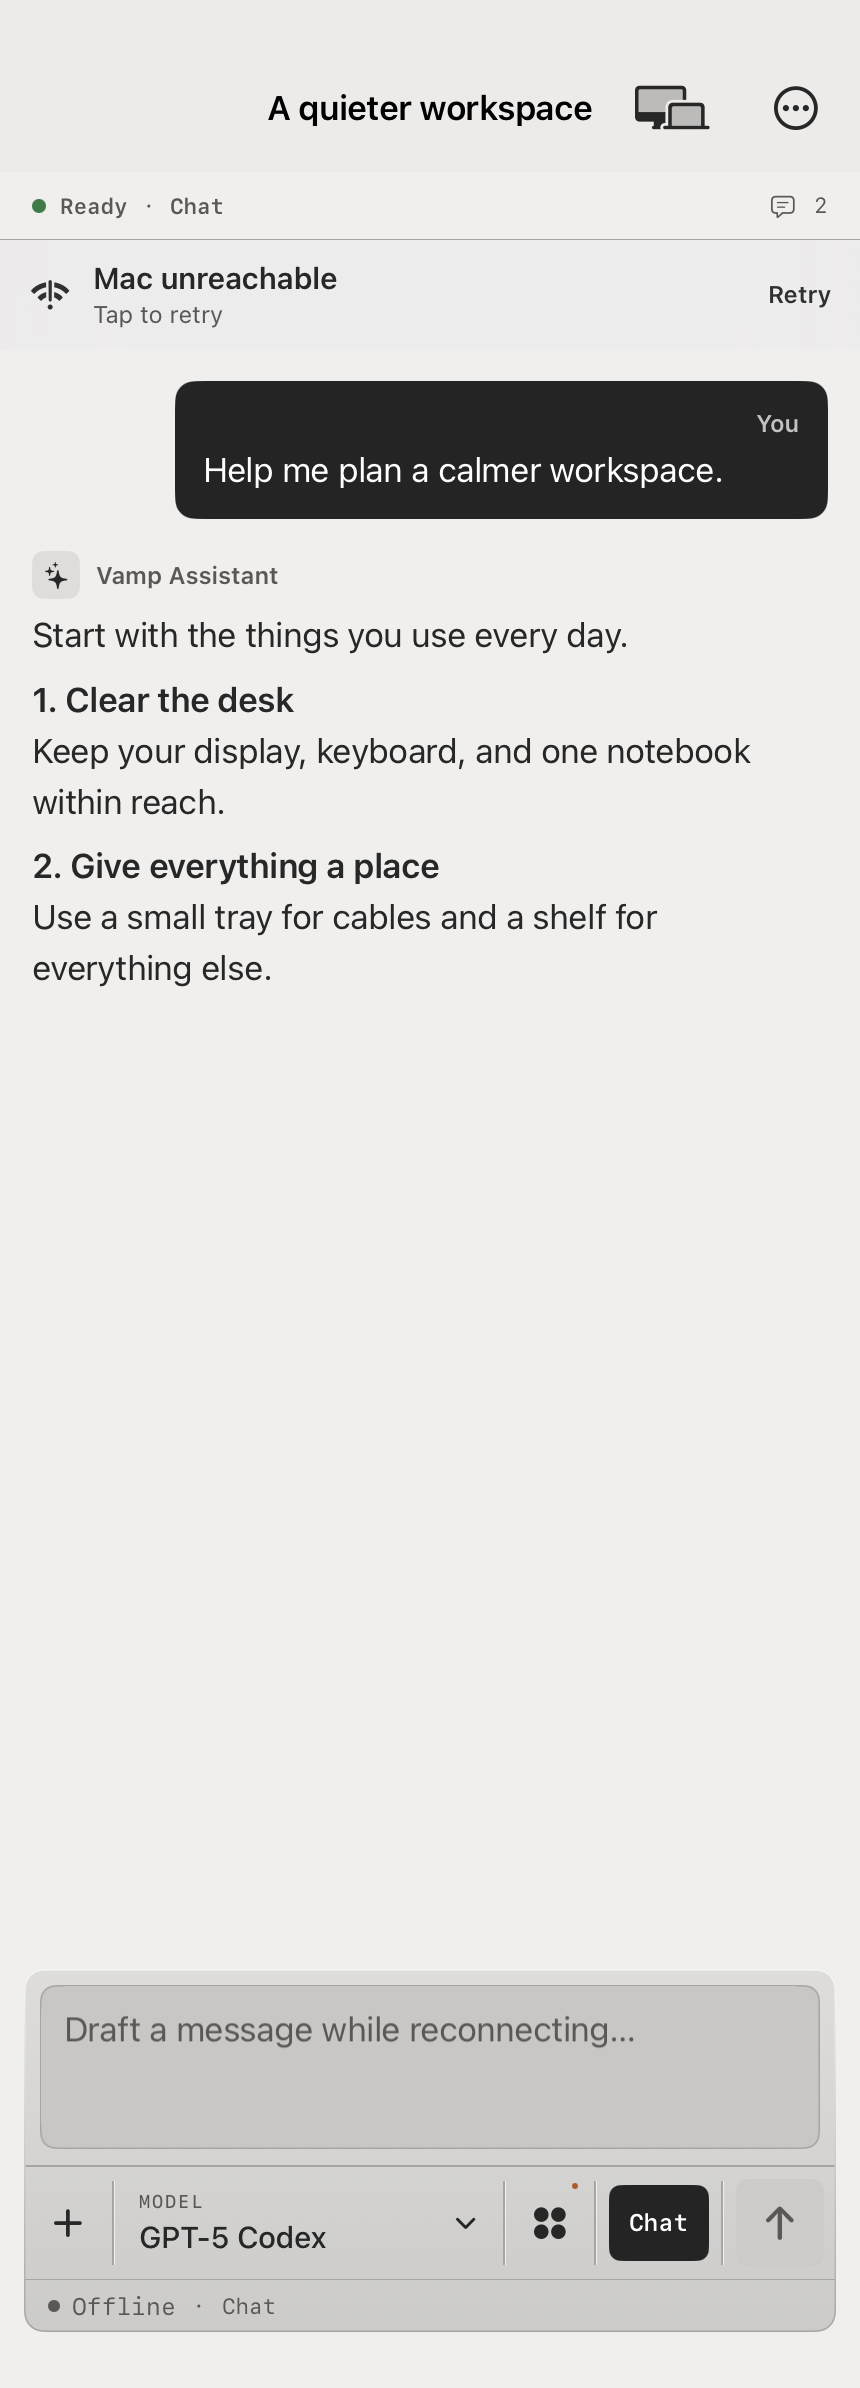 A quieter workspace
Ready · Chat
2
Mac unreachable
Tap to retry
Retry
You
Help me plan a calmer workspace.
Vamp Assistant
Start with the things you use every day.
1. Clear the desk
Keep your display, keyboard, and one notebook
within reach.
2. Give everything a place
Use a small tray for cables and a shelf for
everything else.
Draft a message while reconnecting...
MODEL
GPT-5 Codex
Chat
Offline · Chat